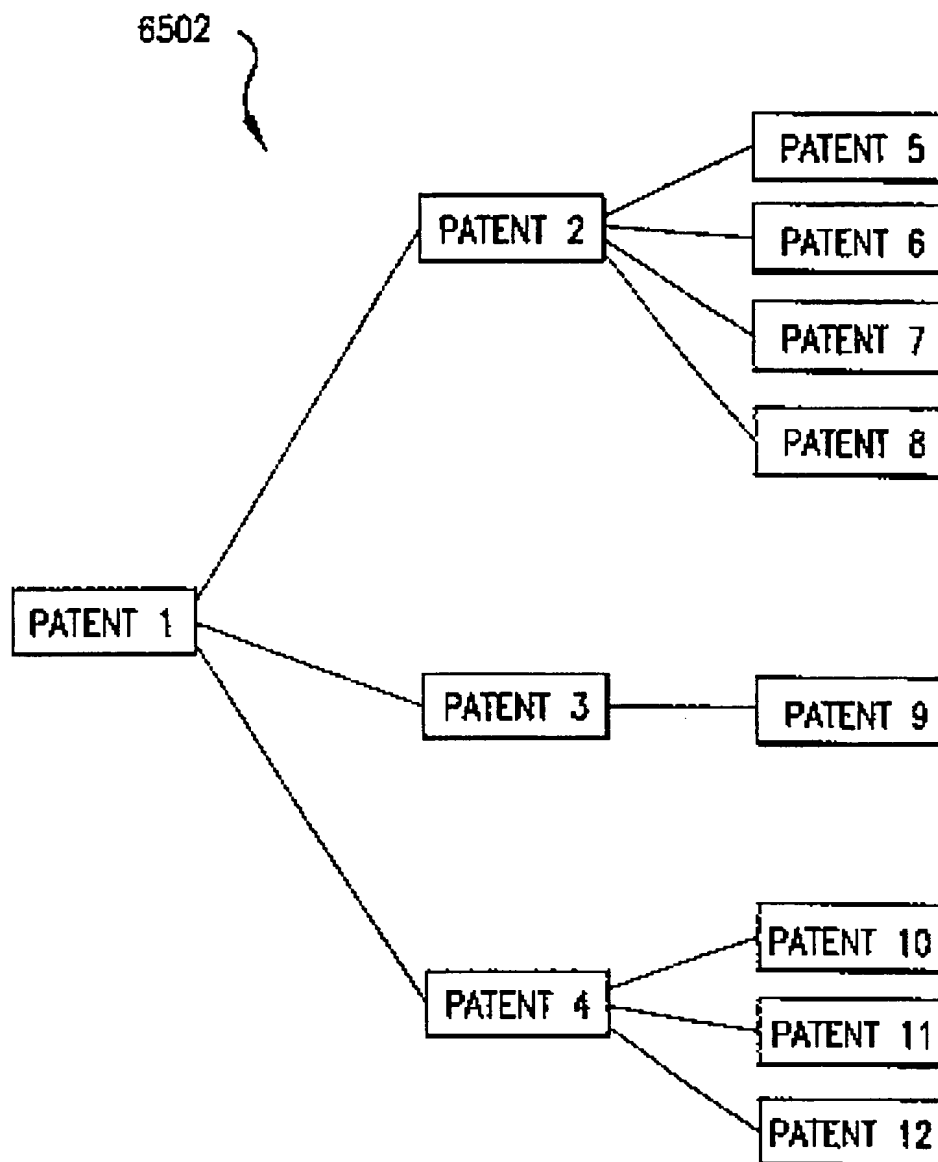 6502
PATENT 5
PATENT 2
PATENT 6
PATENT 7
PATENT 8
PATENT 1
PATENT 3
PATENT 9
PATENT 10
PATENT 4
PATENT 11
PATENT 12